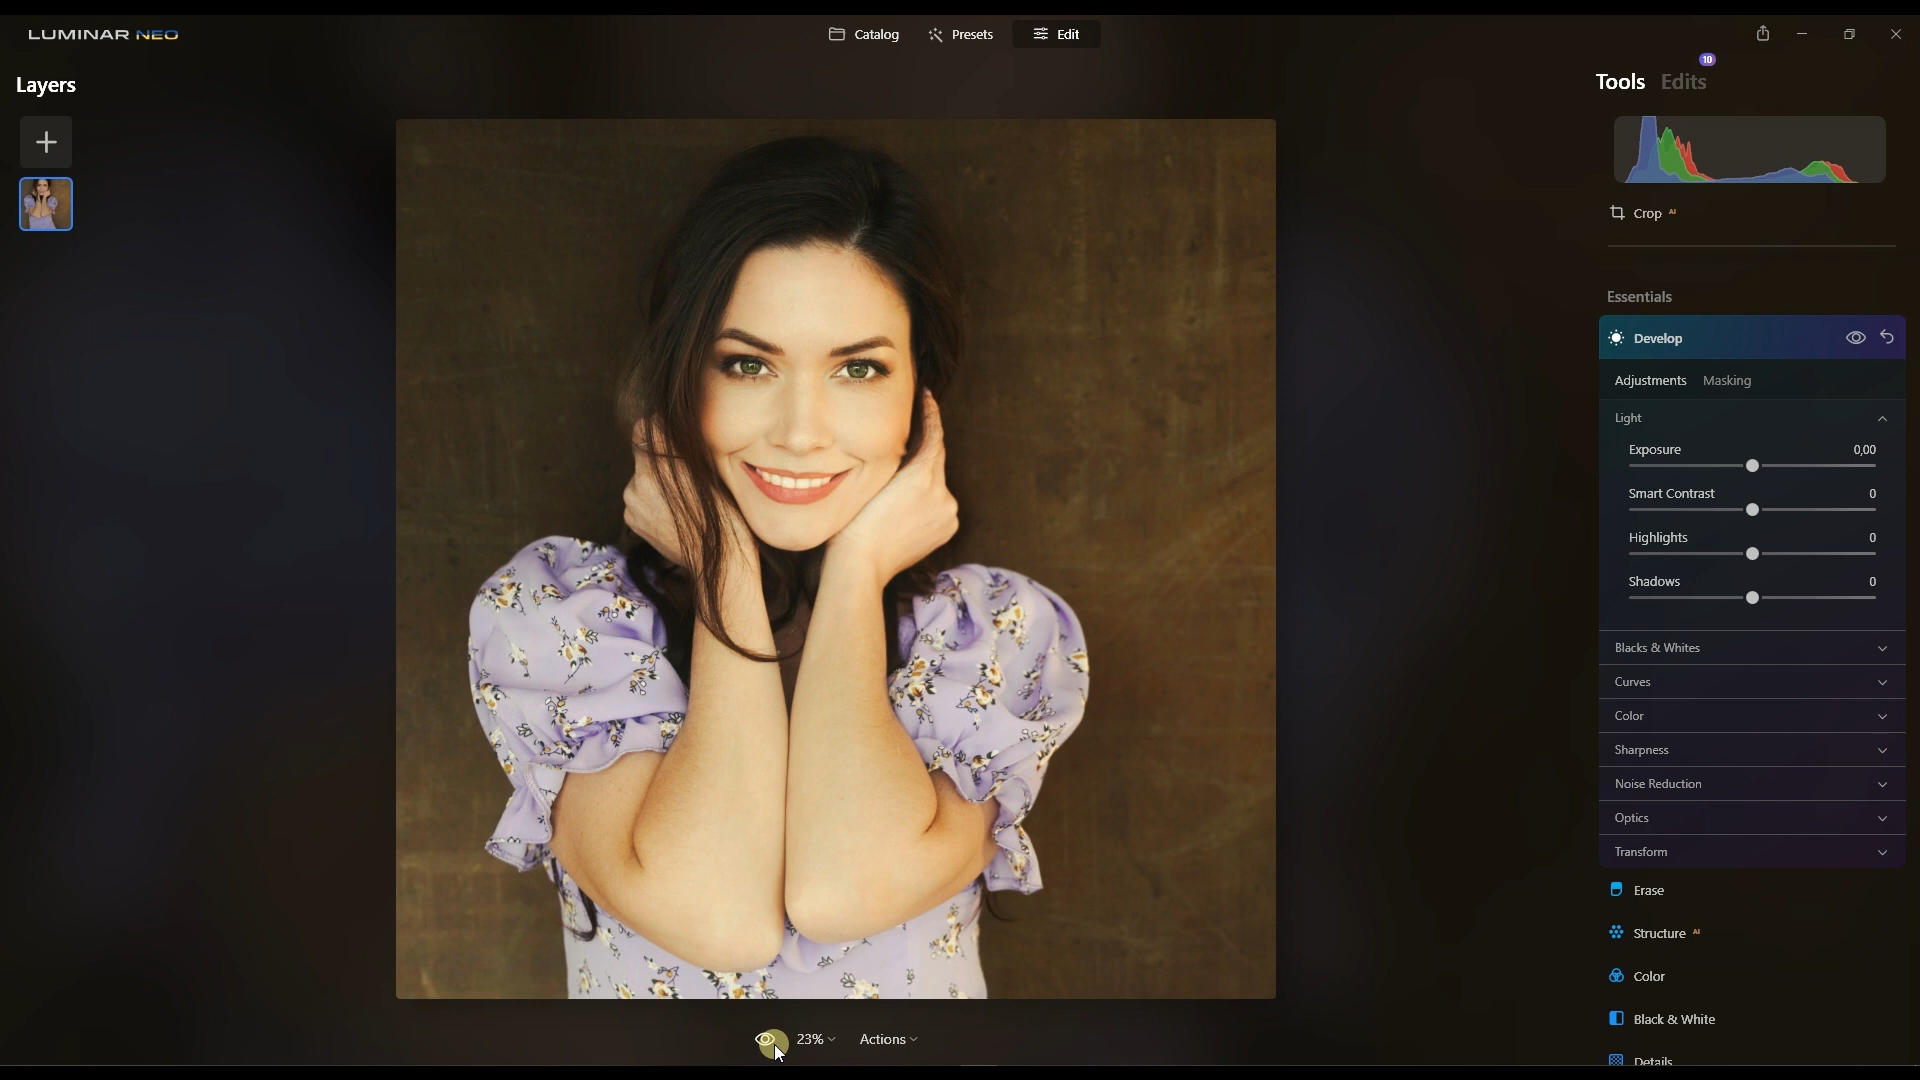 LUMINAR NEO
Catalog
Presets
Edit
Layers
10
Tools Edits
Crop AI
Essentials
Develop
Adjustments Masking
Light
Exposure 0,00
Smart Contrast 0
Highlights 0
Shadows 0
Blacks & Whites
Curves
Color
Sharpness
Noise Reduction
Optics
Transform
Erase
Structure AI
Color
Black & White
Details
23%
Actions